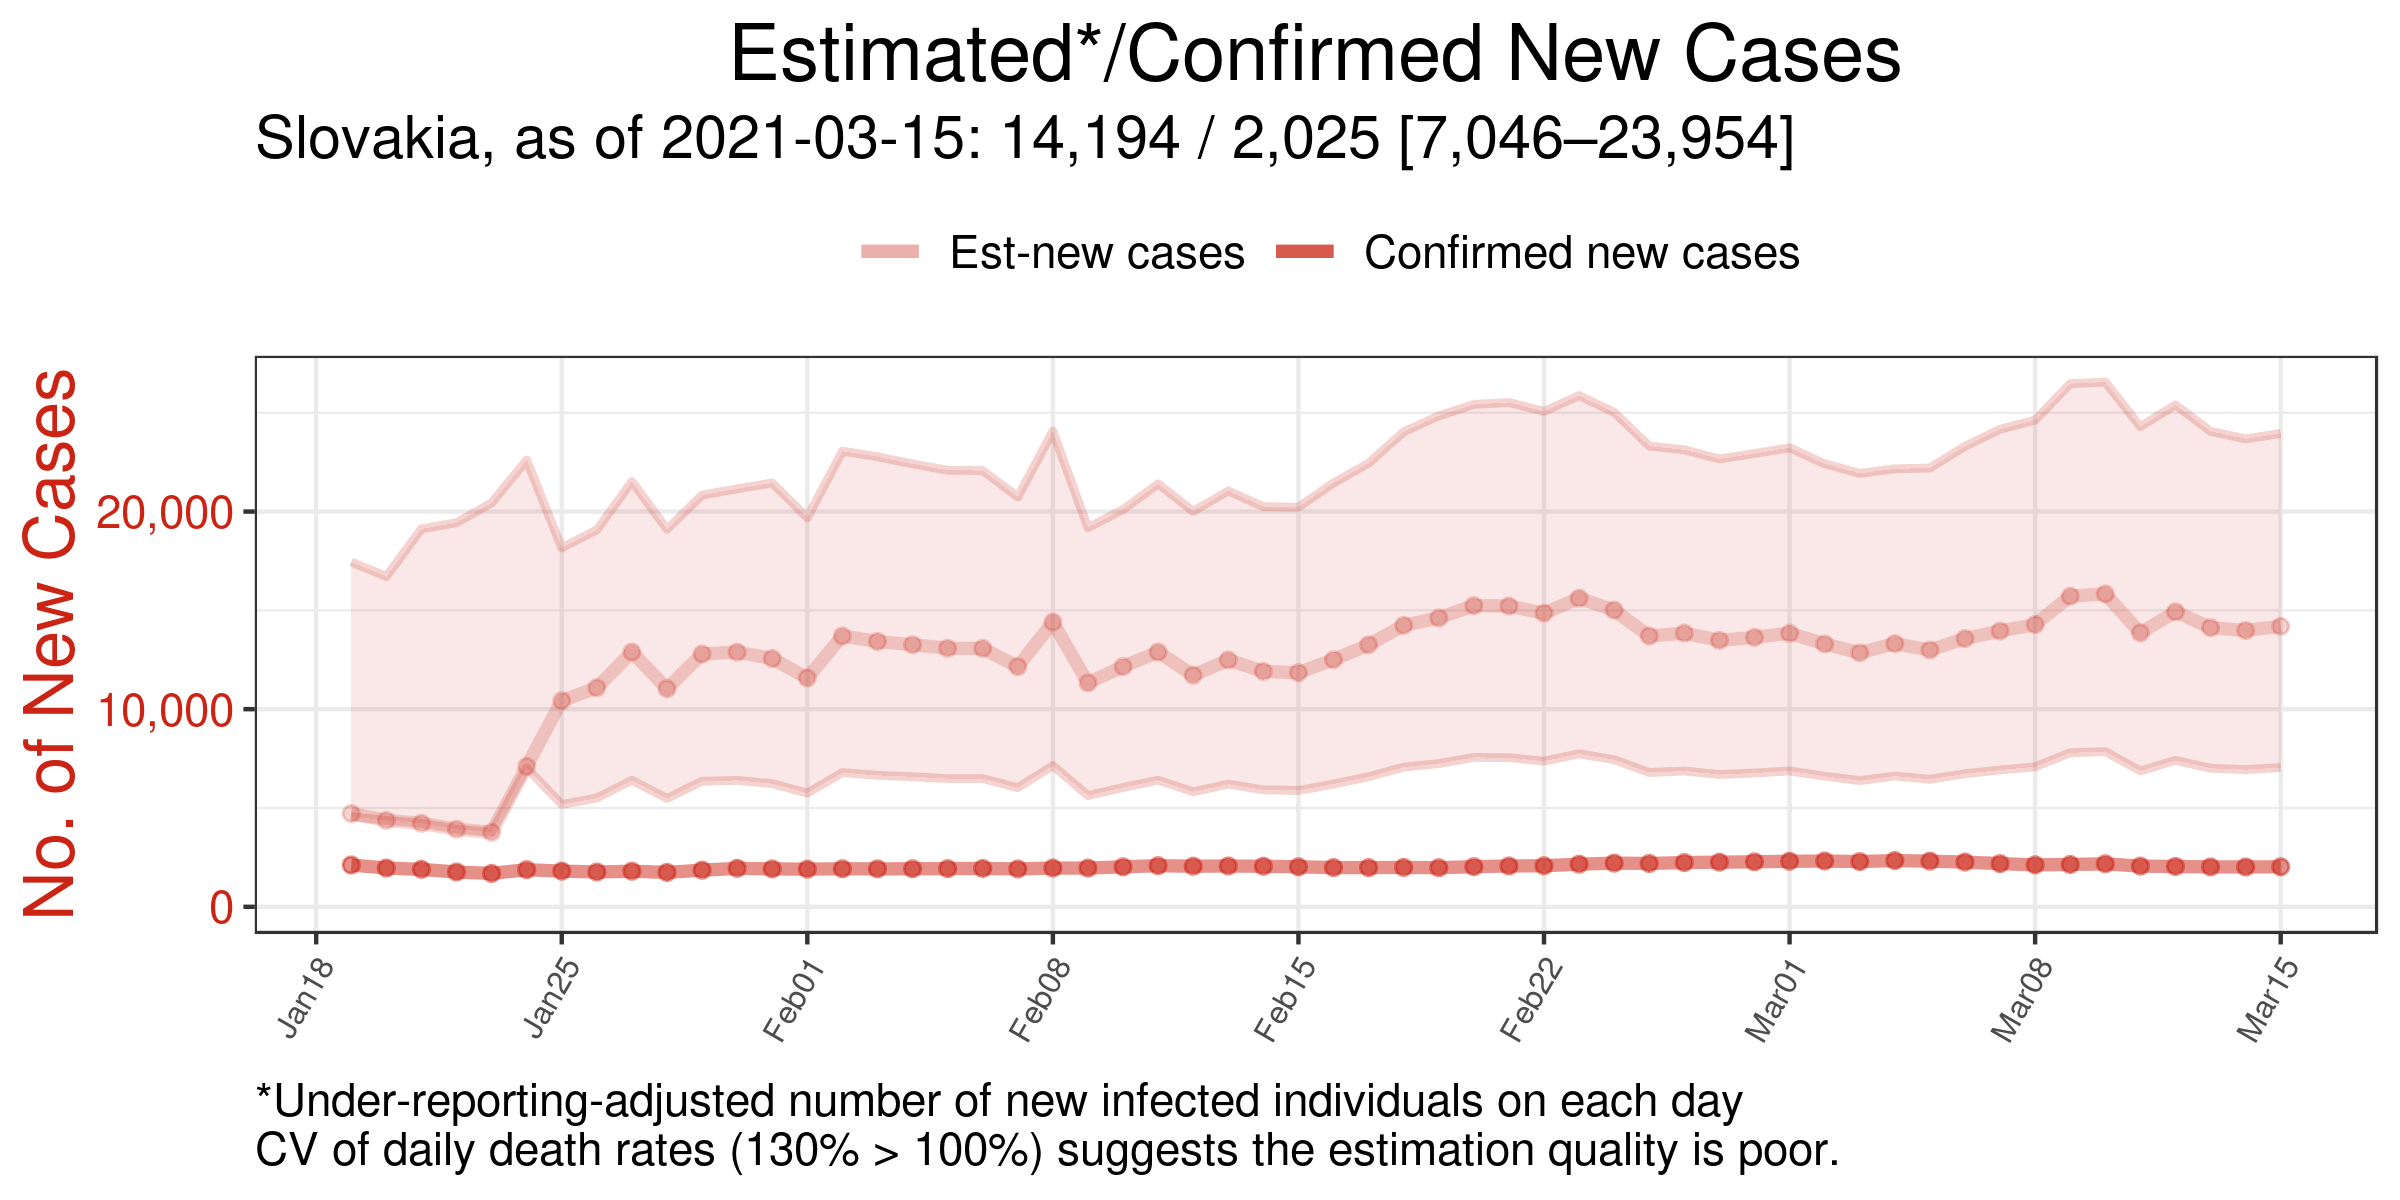 Estimated*/Confirmed New Cases
Slovakia, as of 2021-03-15: 14,194 / 2,025 [7,046–23,954]
Est-new cases
Confirmed new cases
No. of New Cases
20,000
10,000
0
Jan18
Jan25
Feb01
Feb08
Feb15
Feb22
Mar01
Mar08
Mar15
*Under-reporting-adjusted number of new infected individuals on each day
CV of daily death rates (130% > 100%) suggests the estimation quality is poor.